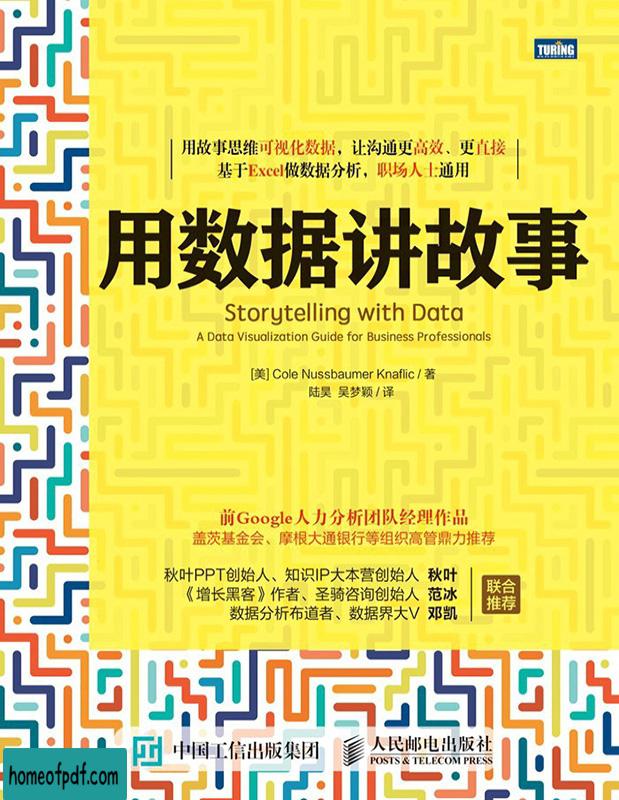 TURING
用故事思维可视化数据，让沟通更高效、更直接
基于Excel做数据分析，职场人士通用
用数据讲故事
Storytelling with Data
A Data Visualization Guide for Business Professionals
[美] Cole Nussbaumer Knaflic / 著
陆昊 吴梦颖 / 译
前Google人力分析团队经理作品
盖茨基金会、摩根大通银行等组织高管鼎力推荐
秋叶PPT创始人、知识IP大本营创始人 秋叶
《增长黑客》作者、圣骑咨询创始人 范冰
数据分析布道者、数据界大V 邓凯
联合
推荐
中国工信出版集团
人民邮电出版社
POSTS & TELECOM PRESS
homeofpdf.com